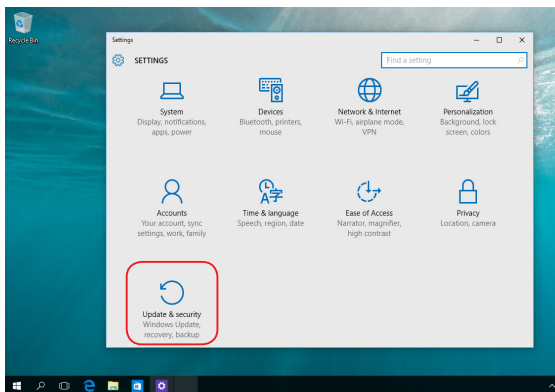 Recycle Bin
Settings
SETTINGS
Find a setting
System
Display, notifications,
apps, power
Devices
Bluetooth, printers,
mouse
Network & Internet
Wi-Fi, airplane mode,
VPN
Personalization
Background, lock
screen, colors
Accounts
Your account, sync
settings, work, family
Time & language
Speech, region, date
Ease of Access
Narrator, magnifier,
high contrast
Privacy
Location, camera
Update & security
Windows Update,
recovery, backup